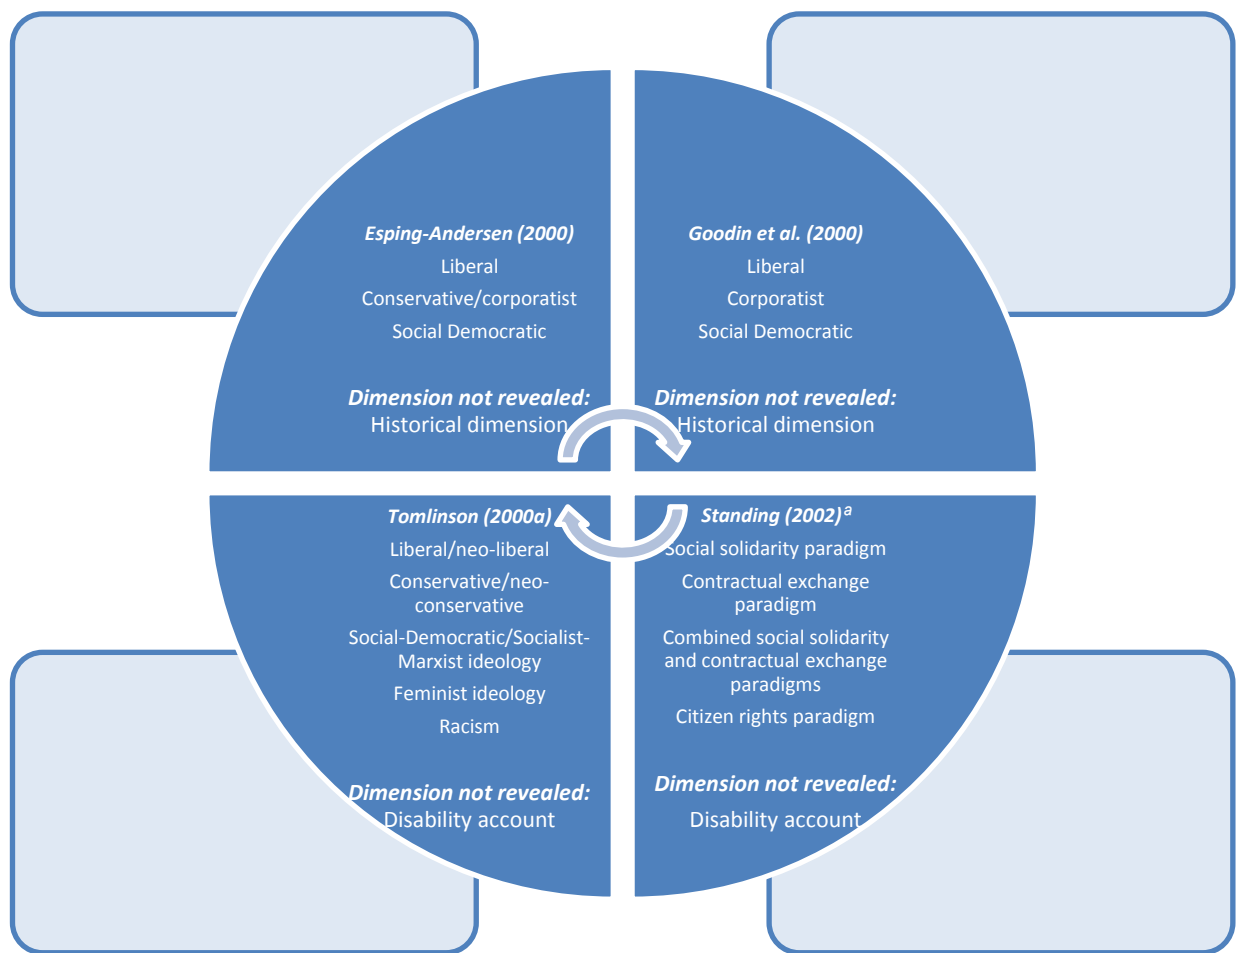 Esping-Andersen (2000)
Liberal
Conservative/corporatist
Social Democratic
Dimension not revealed:
Historical dimension
Goodin et al. (2000)
Liberal
Corporatist
Social Democratic
Dimension not revealed:
Historical dimension
Tomlinson (2000a)
Liberal/neo-liberal
Conservative/neo-
conservative
Social-Democratic/Socialist-
Marxist ideology
Feminist ideology
Racism
Dimension not revealed:
Disability account
Standing (2002)a
Social solidarity paradigm
Contractual exchange
paradigm
Combined social solidarity
and contractual exchange
paradigms
Citizen rights paradigm
Dimension not revealed:
Disability account